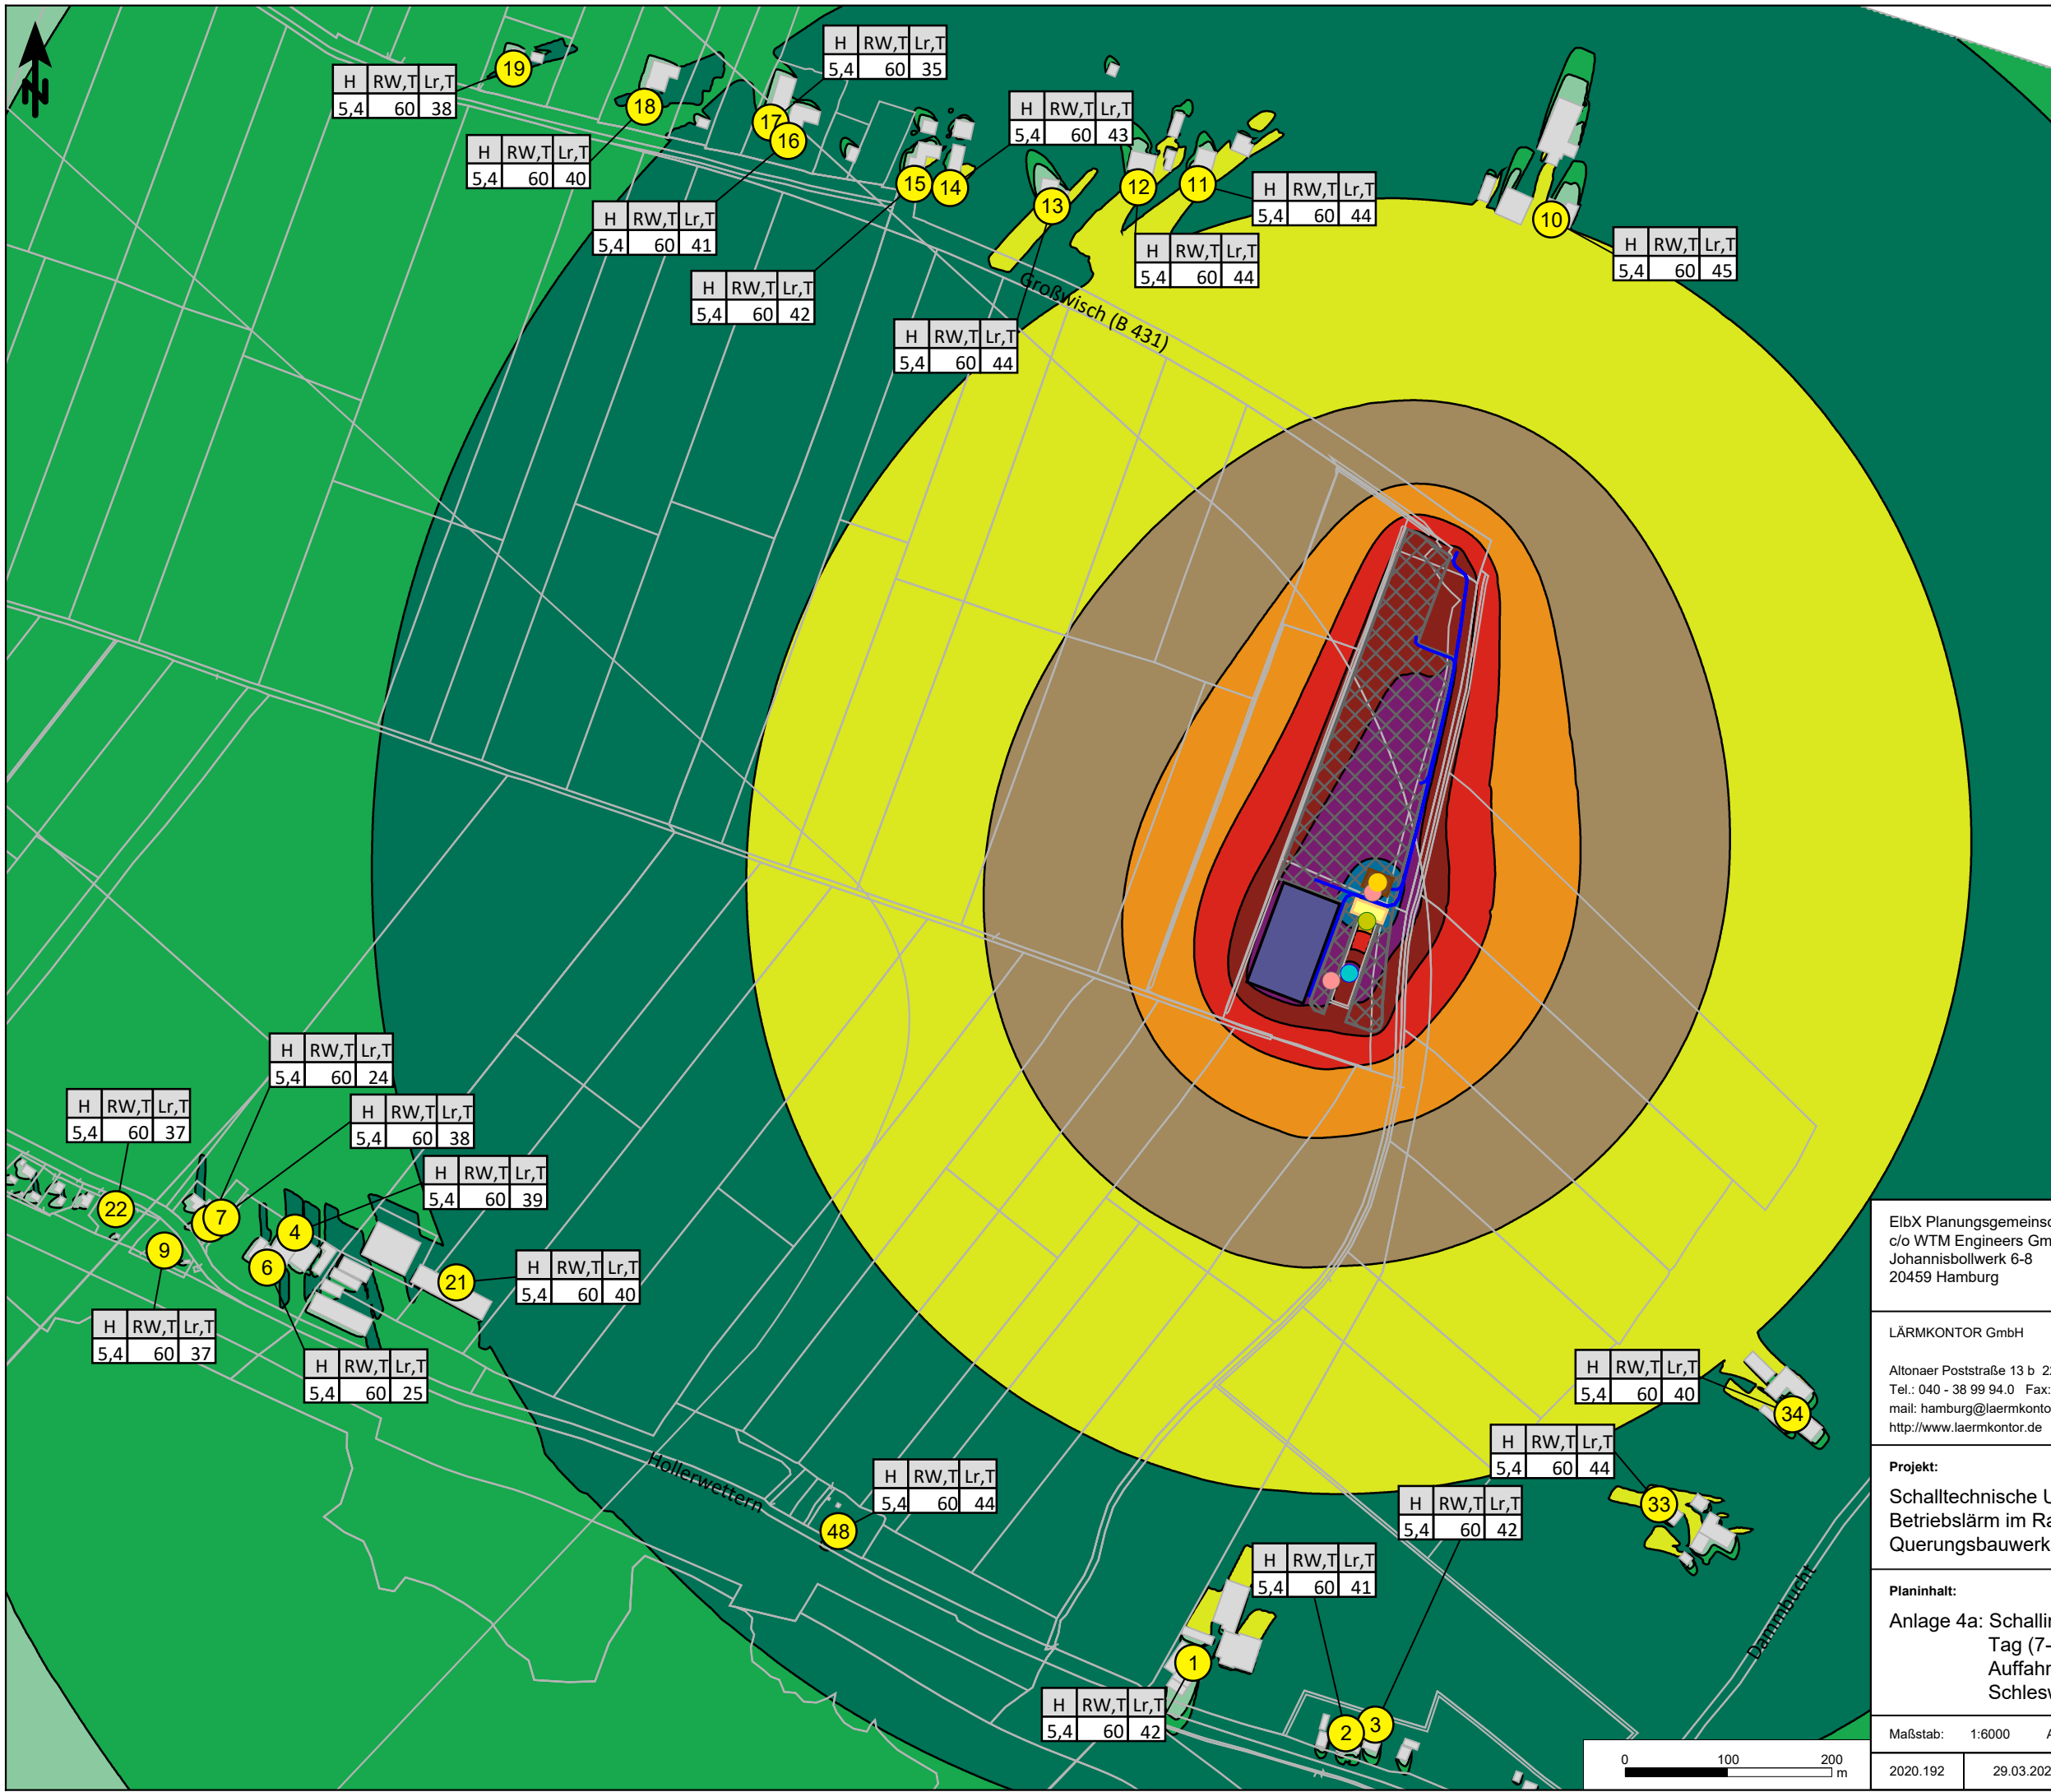 N
H RW,T Lr,T
5,4 60 35
19
H RW,T Lr,T
5,4 60 38
18
17
16
H RW,T Lr,T
5,4 60 40
H RW,T Lr,T
5,4 60 43
15
14
13
12
11
10
H RW,T Lr,T
5,4 60 44
H RW,T Lr,T
5,4 60 41
H RW,T Lr,T
5,4 60 44
H RW,T Lr,T
5,4 60 45
H RW,T Lr,T
5,4 60 42
Großwisch (B 431)
H RW,T Lr,T
5,4 60 44
H RW,T Lr,T
5,4 60 24
H RW,T Lr,T
5,4 60 37
H RW,T Lr,T
5,4 60 38
H RW,T Lr,T
5,4 60 39
22
7
4
9
6
21
H RW,T Lr,T
5,4 60 40
H RW,T Lr,T
5,4 60 37
H RW,T Lr,T
5,4 60 25
Hollerwettern
H RW,T Lr,T
5,4 60 44
48
H RW,T Lr,T
5,4 60 40
34
H RW,T Lr,T
5,4 60 44
33
H RW,T Lr,T
5,4 60 42
H RW,T Lr,T
5,4 60 41
Dammbucht
1
H RW,T Lr,T
5,4 60 42
2
3
0 100 200
m
ElbX Planungsgemeinsc
c/o WTM Engineers Gm
Johannisbollwerk 6-8
20459 Hamburg
LÄRMKONTOR GmbH
Altonaer Poststraße 13 b 22
Tel.: 040 - 38 99 94.0 Fax:
mail: hamburg@laermkonto
http://www.laermkontor.de
Projekt:
Schalltechnische U
Betriebslärm im Ra
Querungsbauwerk
Planinhalt:
Anlage 4a: Schallim
Tag (7-
Auffahr
Schlesw
Maßstab: 1:6000 A
2020.192 29.03.202